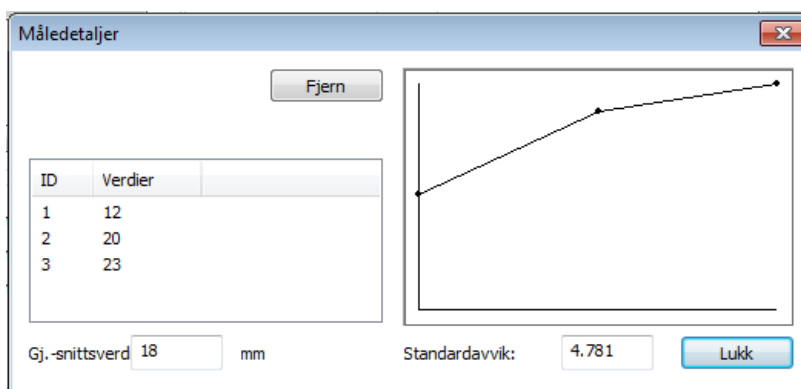 Måledetaljer
Fjern
ID Verdier
1 12
2 20
3 23
Gj.-snittsverd 18 mm Standardavvik: 4.781 Lukk